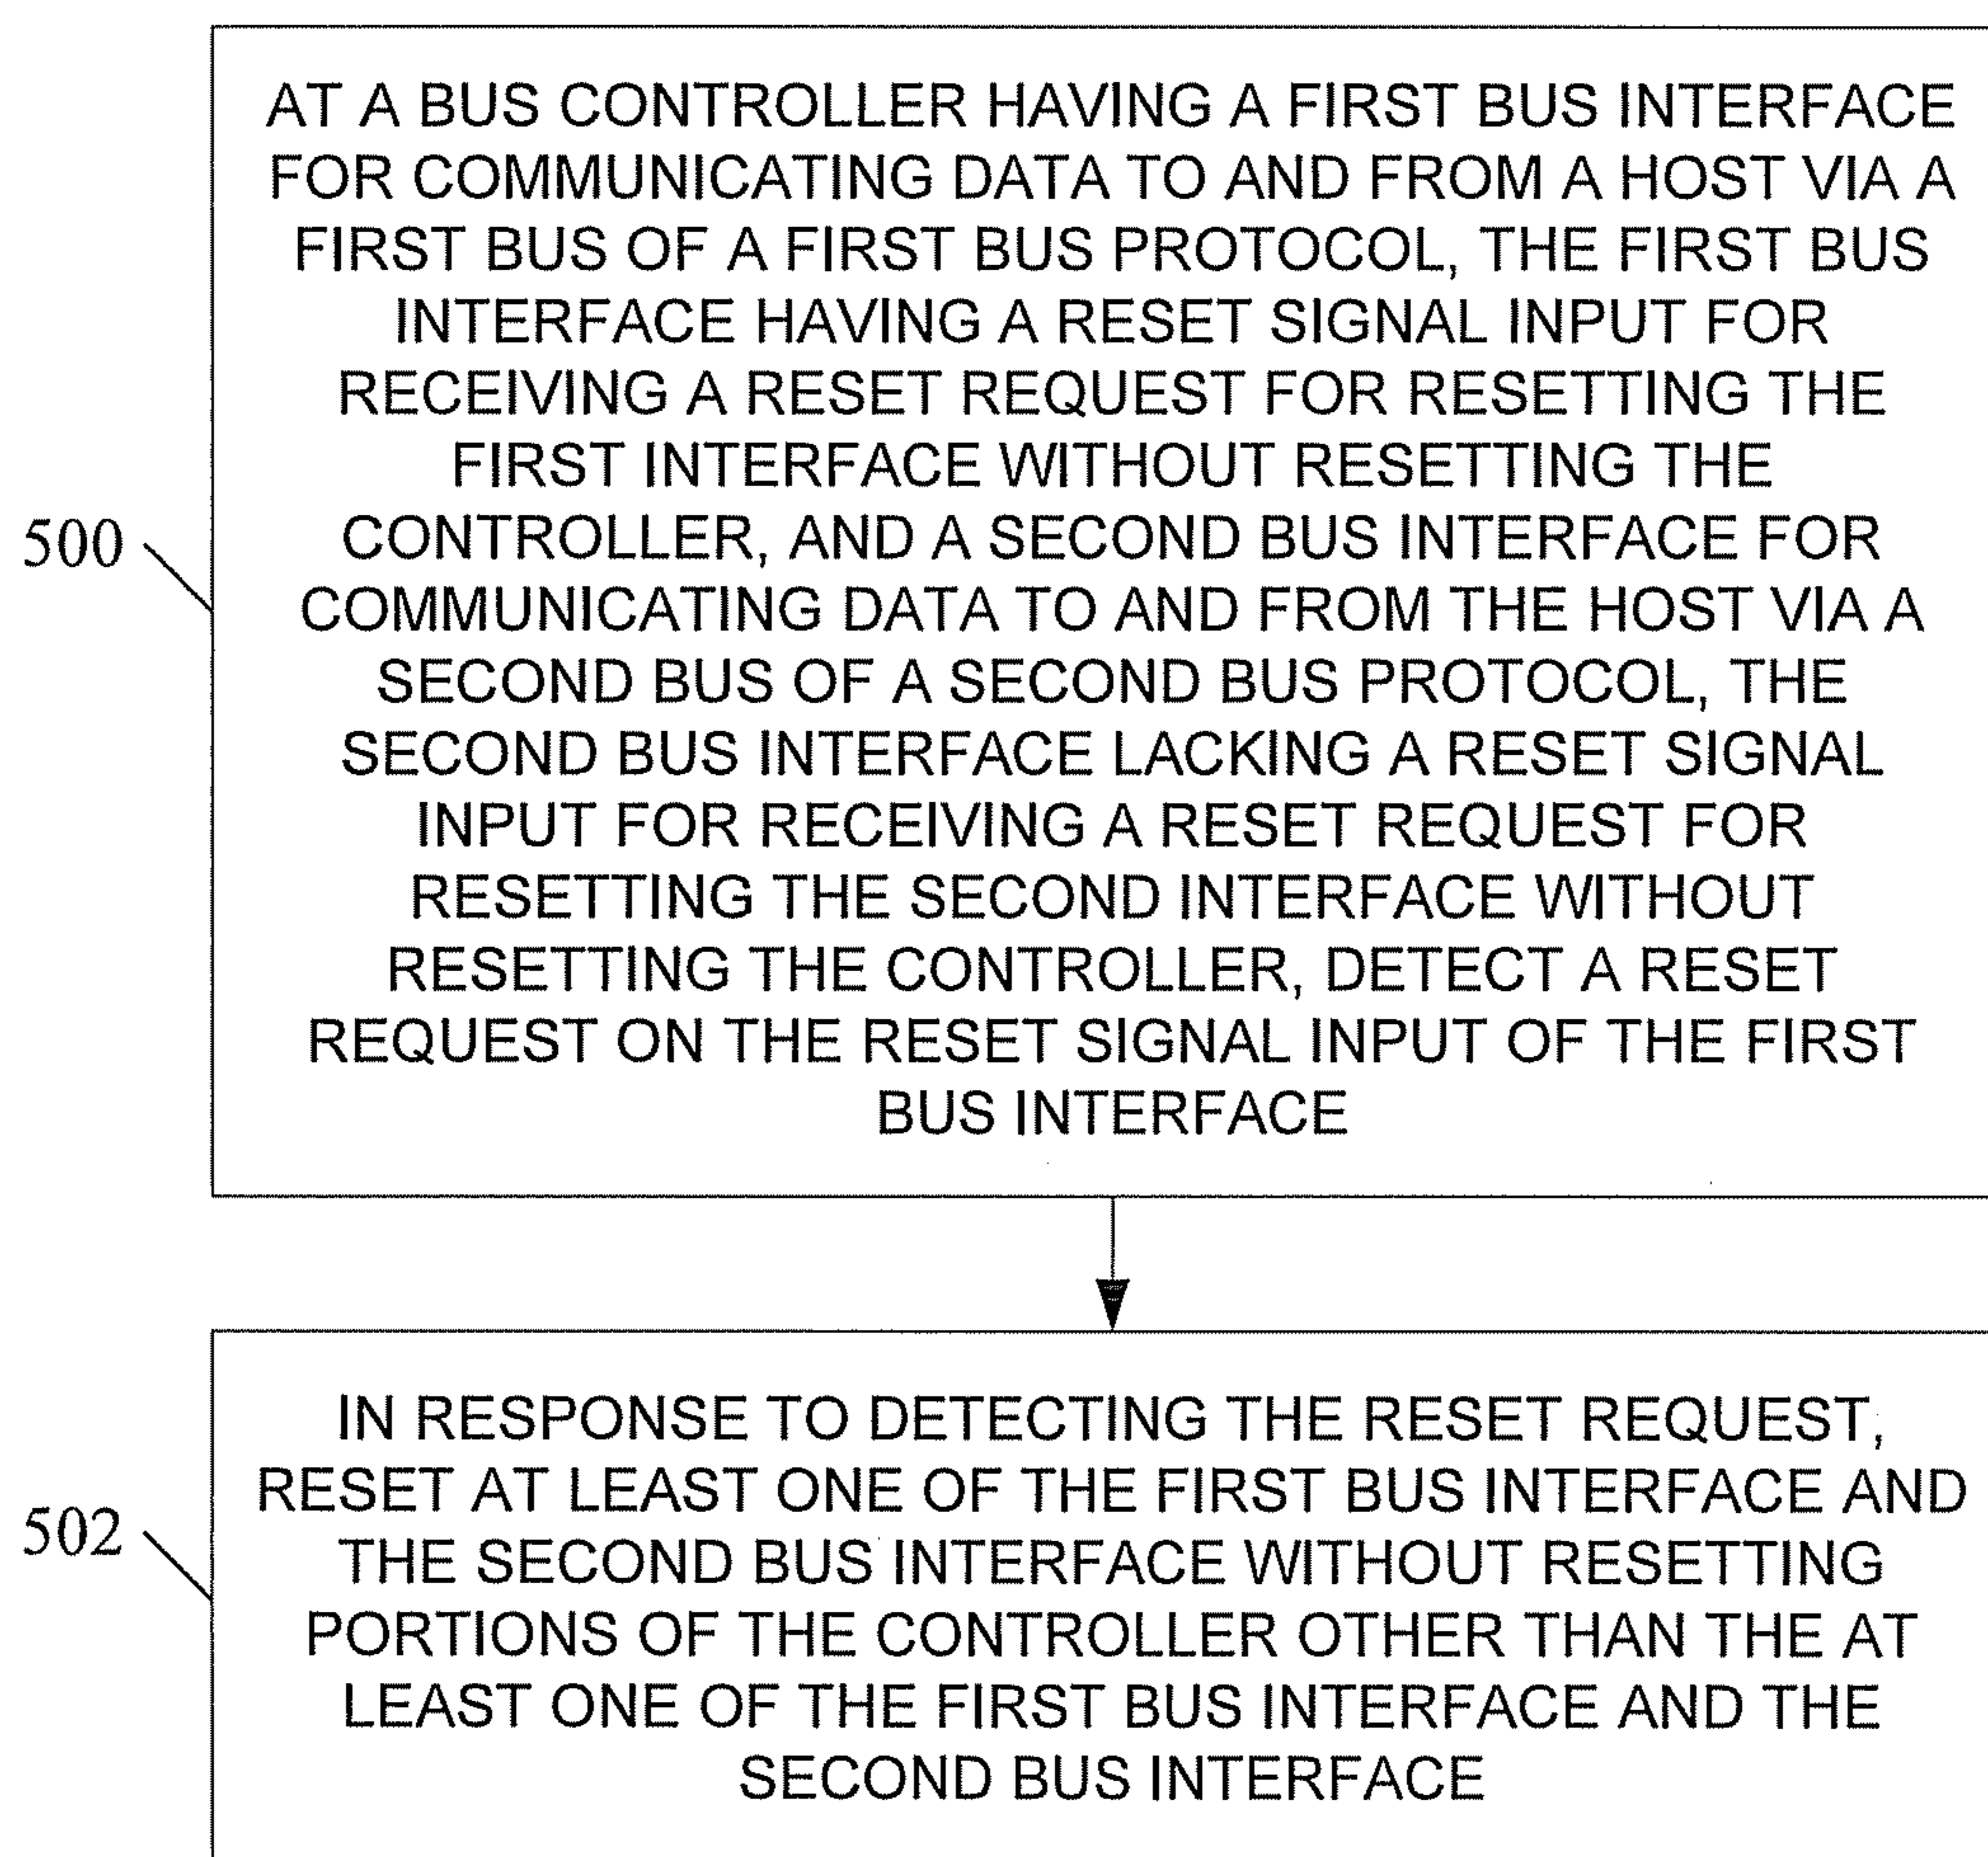 AT A BUS CONTROLLER HAVING A FIRST BUS INTERFACE
FOR COMMUNICATING DATA TO AND FROM A HOST VIA A
FIRST BUS OF A FIRST BUS PROTOCOL, THE FIRST BUS
INTERFACE HAVING A RESET SIGNAL INPUT FOR
RECEIVING A RESET REQUEST FOR RESETTING THE
FIRST INTERFACE WITHOUT RESETTING THE
CONTROLLER, AND A SECOND BUS INTERFACE FOR
COMMUNICATING DATA TO AND FROM THE HOST VIA A
SECOND BUS OF A SECOND BUS PROTOCOL, THE
SECOND BUS INTERFACE LACKING A RESET SIGNAL
INPUT FOR RECEIVING A RESET REQUEST FOR
RESETTING THE SECOND INTERFACE WITHOUT
RESETTING THE CONTROLLER, DETECT A RESET
REQUEST ON THE RESET SIGNAL INPUT OF THE FIRST
BUS INTERFACE
500
IN RESPONSE TO DETECTING THE RESET REQUEST,
RESET AT LEAST ONE OF THE FIRST BUS INTERFACE AND
THE SECOND BUS INTERFACE WITHOUT RESETTING
PORTIONS OF THE CONTROLLER OTHER THAN THE AT
LEAST ONE OF THE FIRST BUS INTERFACE AND THE
SECOND BUS INTERFACE
502